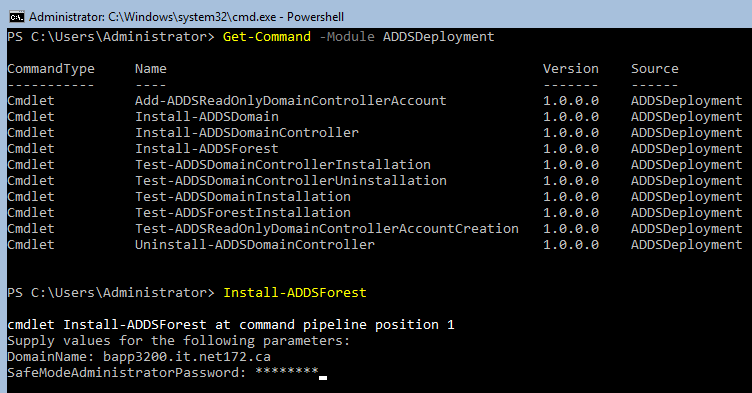 Administrator: C:\Windows\system32\cmd.exe - Powershell
PS C:\Users\Administrator> Get-Command -Module ADDSDeployment
CommandType Name Version Source
----------- ---- ------- ------
Cmdlet Add-ADDSReadOnlyDomainControllerAccount 1.0.0.0 ADDSDeployment
Cmdlet Install-ADDSDomain 1.0.0.0 ADDSDeployment
Cmdlet Install-ADDSDomainController 1.0.0.0 ADDSDeployment
Cmdlet Install-ADDSForest 1.0.0.0 ADDSDeployment
Cmdlet Test-ADDSDomainControllerInstallation 1.0.0.0 ADDSDeployment
Cmdlet Test-ADDSDomainControllerUninstallation 1.0.0.0 ADDSDeployment
Cmdlet Test-ADDSDomainInstallation 1.0.0.0 ADDSDeployment
Cmdlet Test-ADDSForestInstallation 1.0.0.0 ADDSDeployment
Cmdlet Test-ADDSReadOnlyDomainControllerAccountCreation 1.0.0.0 ADDSDeployment
Cmdlet Uninstall-ADDSDomainController 1.0.0.0 ADDSDeployment
PS C:\Users\Administrator> Install-ADDSForest
cmdlet Install-ADDSForest at command pipeline position 1
Supply values for the following parameters:
DomainName: bapp3200.it.net172.ca
SafeModeAdministratorPassword: ********